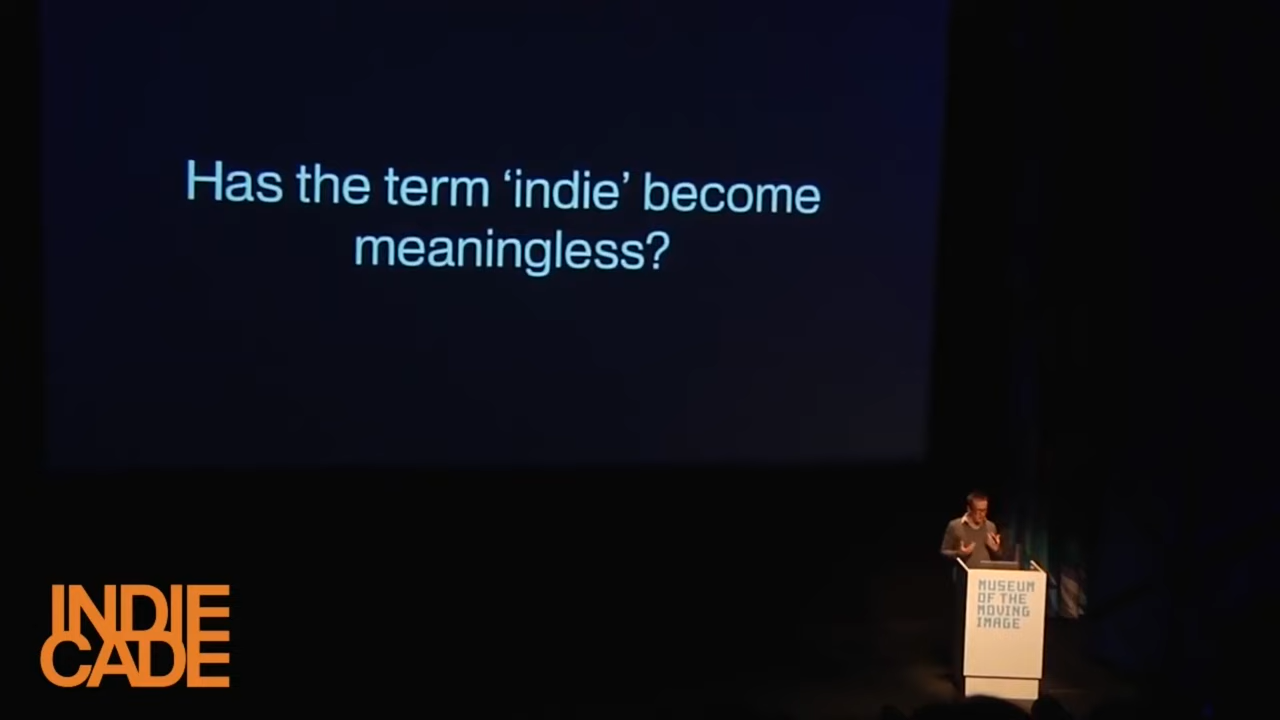 Has the term ‘indie’ become
meaningless?
MUSEUM
OF THE
MOVING
IMAGE
INDIE
CADE